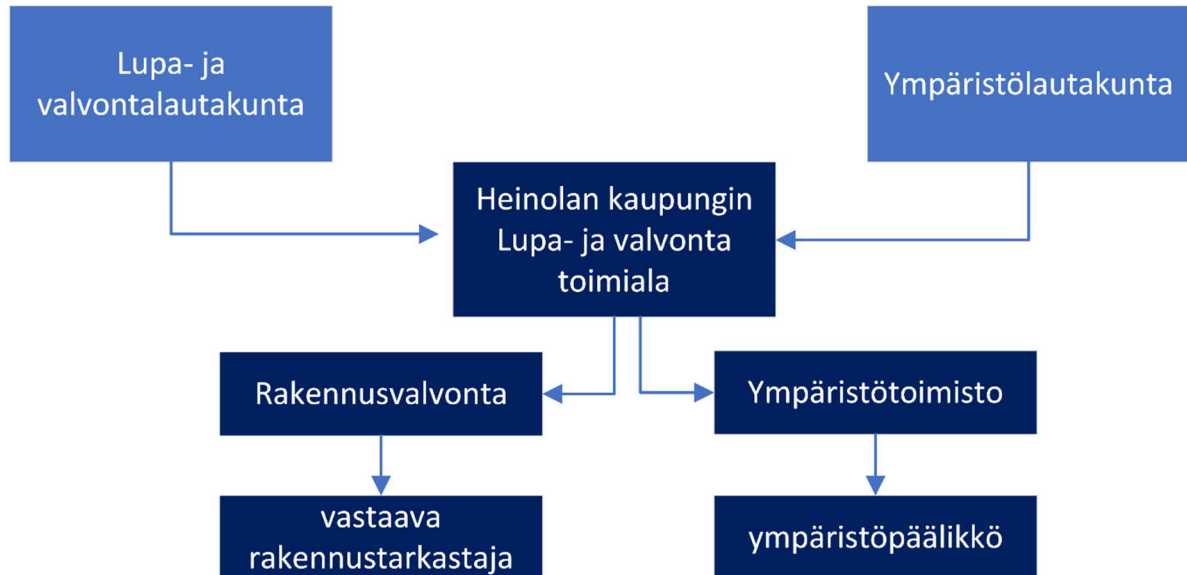 Lupa- ja
valvontalautakunta
Ympäristölautakunta
Heinolan kaupungin
Lupa- ja valvonta
toimiala
Rakennusvalvonta
Ympäristötoimisto
vastaava
rakennustarkastaja
ympäristöpäälikkö